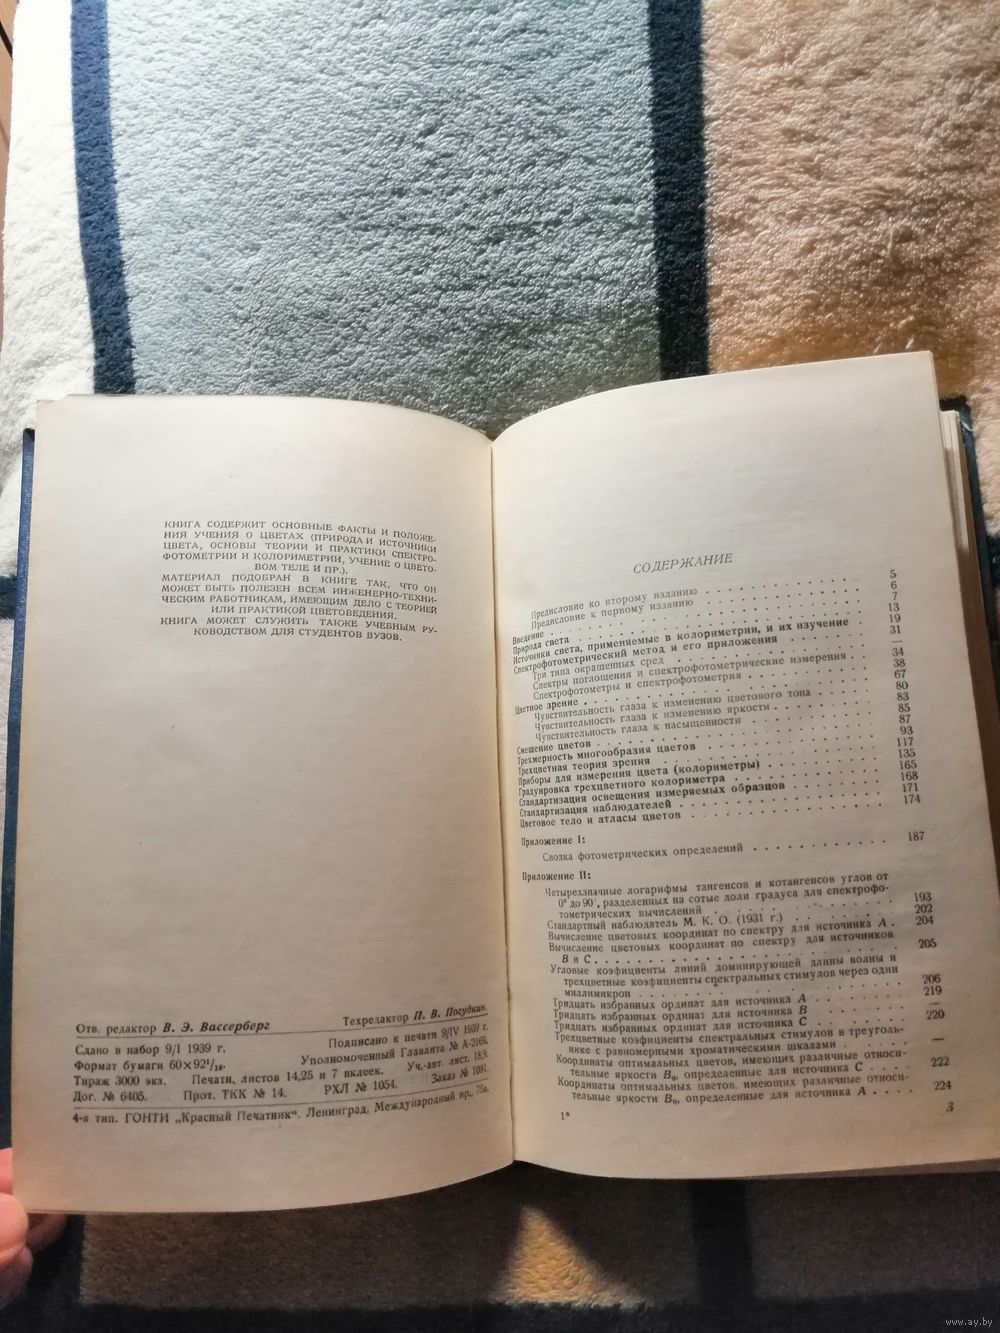 КНИГА СОДЕРЖИТ ОСНОВНЫЕ ФАКТЫ И ПОЛОЖЕ-
НИЯ УЧЕНИЯ О ЦВЕТАХ (ПРИРОДА И ИСТОЧНИКИ
ЦВЕТА, ОСНОВЫ ТЕОРИИ И ПРАКТИКИ СПЕКТРО-
ФОТОМЕТРИИ И КОЛОРИМЕТРИИ, УЧЕНИЕ О ЦВЕТО-
ВОМ ТЕЛЕ И ПР.).
МАТЕРИАЛ ПОДОБРАН В КНИГЕ ТАК, ЧТО ОН
МОЖЕТ БЫТЬ ПОЛЕЗЕН ВСЕМ ИНЖЕНЕРНО-ТЕХНИ-
ЧЕСКИМ РАБОТНИКАМ, ИМЕЮЩИМ ДЕЛО С ТЕОРИЕЙ
ИЛИ ПРАКТИКОЙ ЦВЕТОВЕДЕНИЯ.
КНИГА МОЖЕТ СЛУЖИТЬ ТАКЖЕ УЧЕБНЫМ РУ-
КОВОДСТВОМ ДЛЯ СТУДЕНТОВ ВУЗОВ.
Отв. редактор В. Э. Вассерберг Техредактор П. В. Погудкин.
Сдано в набор 9/I 1939 г. Подписано к печати 9/IV 1939 г.
Формат бумаги 60×92 1/16. Уполномоченный Главлита № А-2169.
Тираж 3000 экз. Печатн. листов 14,25 и 7 вклеек. Уч.-авт. лист. 18,9.
Дог. № 6405. Прот. ТКК № 14. РХЛ № 1054. Заказ № 1081.
4-я тип. ГОНТИ „Красный Печатник“. Ленинград, Международный пр., 75а.
СОДЕРЖАНИЕ
Предисловие ко второму изданию 5
Предисловие к первому изданию 6
Введение 7
Природа света 13
Источники света, применяемые в колориметрии, и их изучение 19
Спектрофотометрический метод и его приложения 31
Три типа окрашенных сред —
Спектры поглощения и спектрофотометрические измерения 34
Спектрофотометры и спектрофотометрия 38
Цветное зрение 67
Чувствительность глаза к изменению цветового тона 80
Чувствительность глаза к изменению яркости 83
Чувствительность глаза к насыщенности 85
Смешение цветов 87
Трехмерность многообразия цветов 93
Трехцветная теория зрения 117
Приборы для измерения цвета (колориметры) 135
Градуировка трехцветного колориметра 165
Стандартизация освещения измеряемых образцов 168
Стандартизация наблюдателей 171
Цветовое тело и атласы цветов 174
Приложение I:
Сводка фотометрических определений 187
Приложение II:
Четырехзначные логарифмы тангенсов и котангенсов углов от
0° до 90°, разделенных на сотые доли градуса для спектрофо-
тометрических вычислений 193
Стандартный наблюдатель М. К. О. (1931 г.) 202
Вычисление цветовых координат по спектру для источника А 204
Вычисление цветовых координат по спектру для источников
В и С 205
Угловые коефициенты линий доминирующей длины волны и
трехцветные коефициенты спектральных стимулов через один
миллимикрон 206
Тридцать избранных ординат для источника А 219
Тридцать избранных ординат для источника В —
Тридцать избранных ординат для источника С 220
Трехцветные коефициенты спектральных стимулов в треуголь-
нике с равномерными хроматическими шкалами —
Координаты оптимальных цветов, имеющих различные относи-
тельные яркости B₀, определенные для источника С 222
Координаты оптимальных цветов, имеющих различные относи-
тельные яркости B₀, определенные для источника А 224
1* 3
www.ay.by